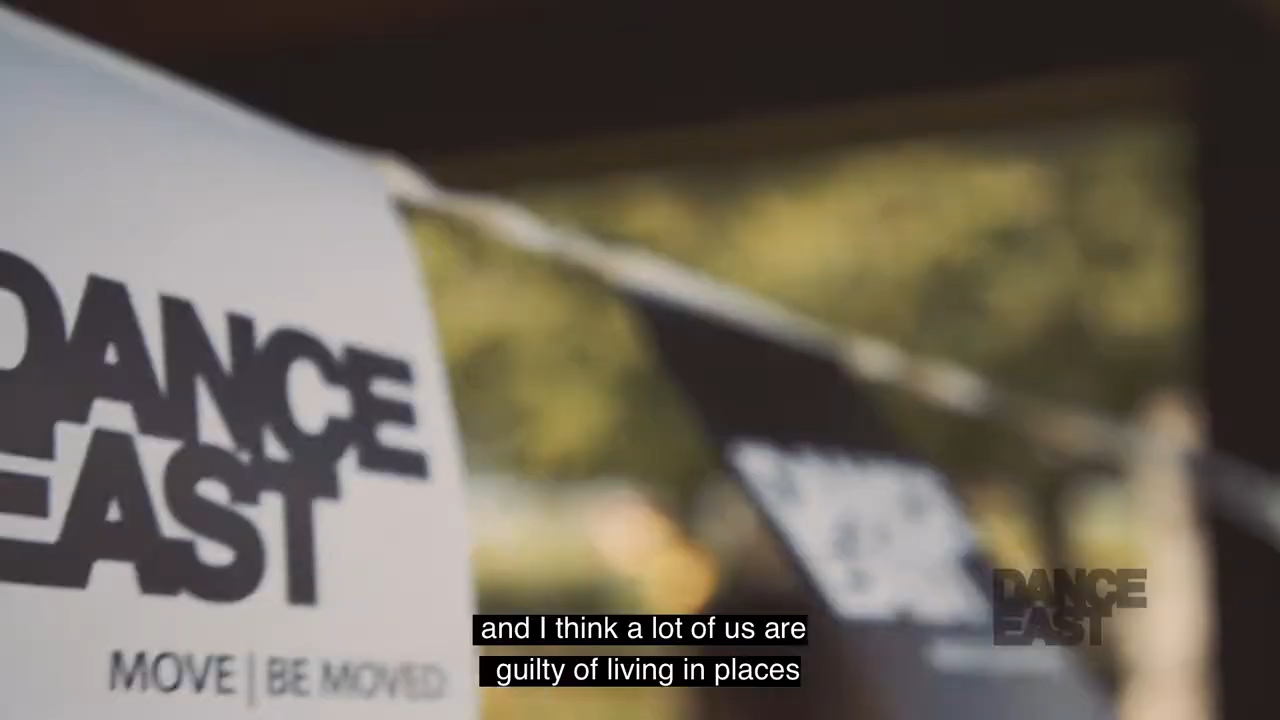 DANCE
EAST
MOVE | BE MOVED
DANCE
EAST
and I think a lot of us are
guilty of living in places